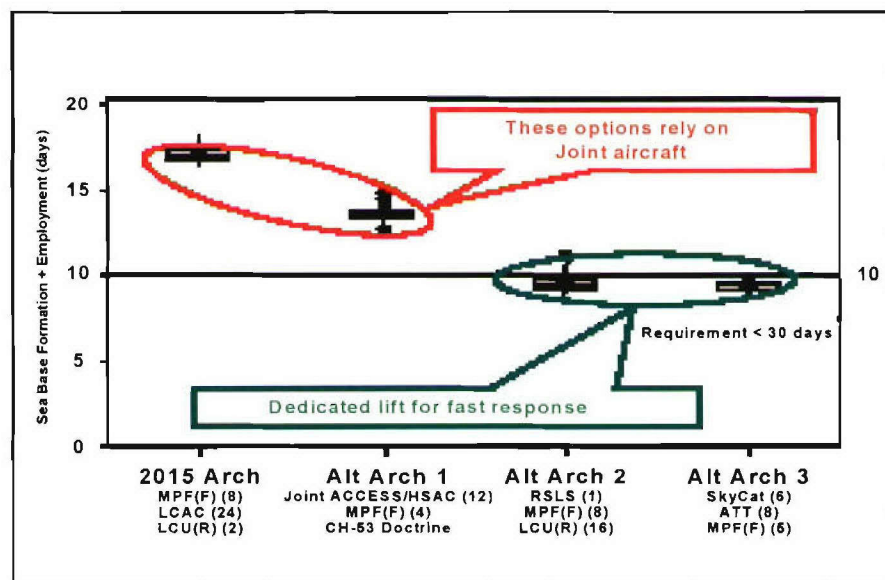 20
15
10
5
0
Sea Base Formation + Employment (days)
These options rely on
Joint aircraft
10
Requirement < 30 days
Dedicated lift for fast response
2015 Arch
MPF(F) (8)
LCAC (24)
LCU(R) (2)
Alt Arch 1
Joint ACCESS/HSAC (12)
MPF(F) (4)
CH-53 Doctrine
Alt Arch 2
RSLS (1)
MPF(F) (8)
LCU(R) (16)
Alt Arch 3
SkyCat (6)
ATT (8)
MPF(F) (5)